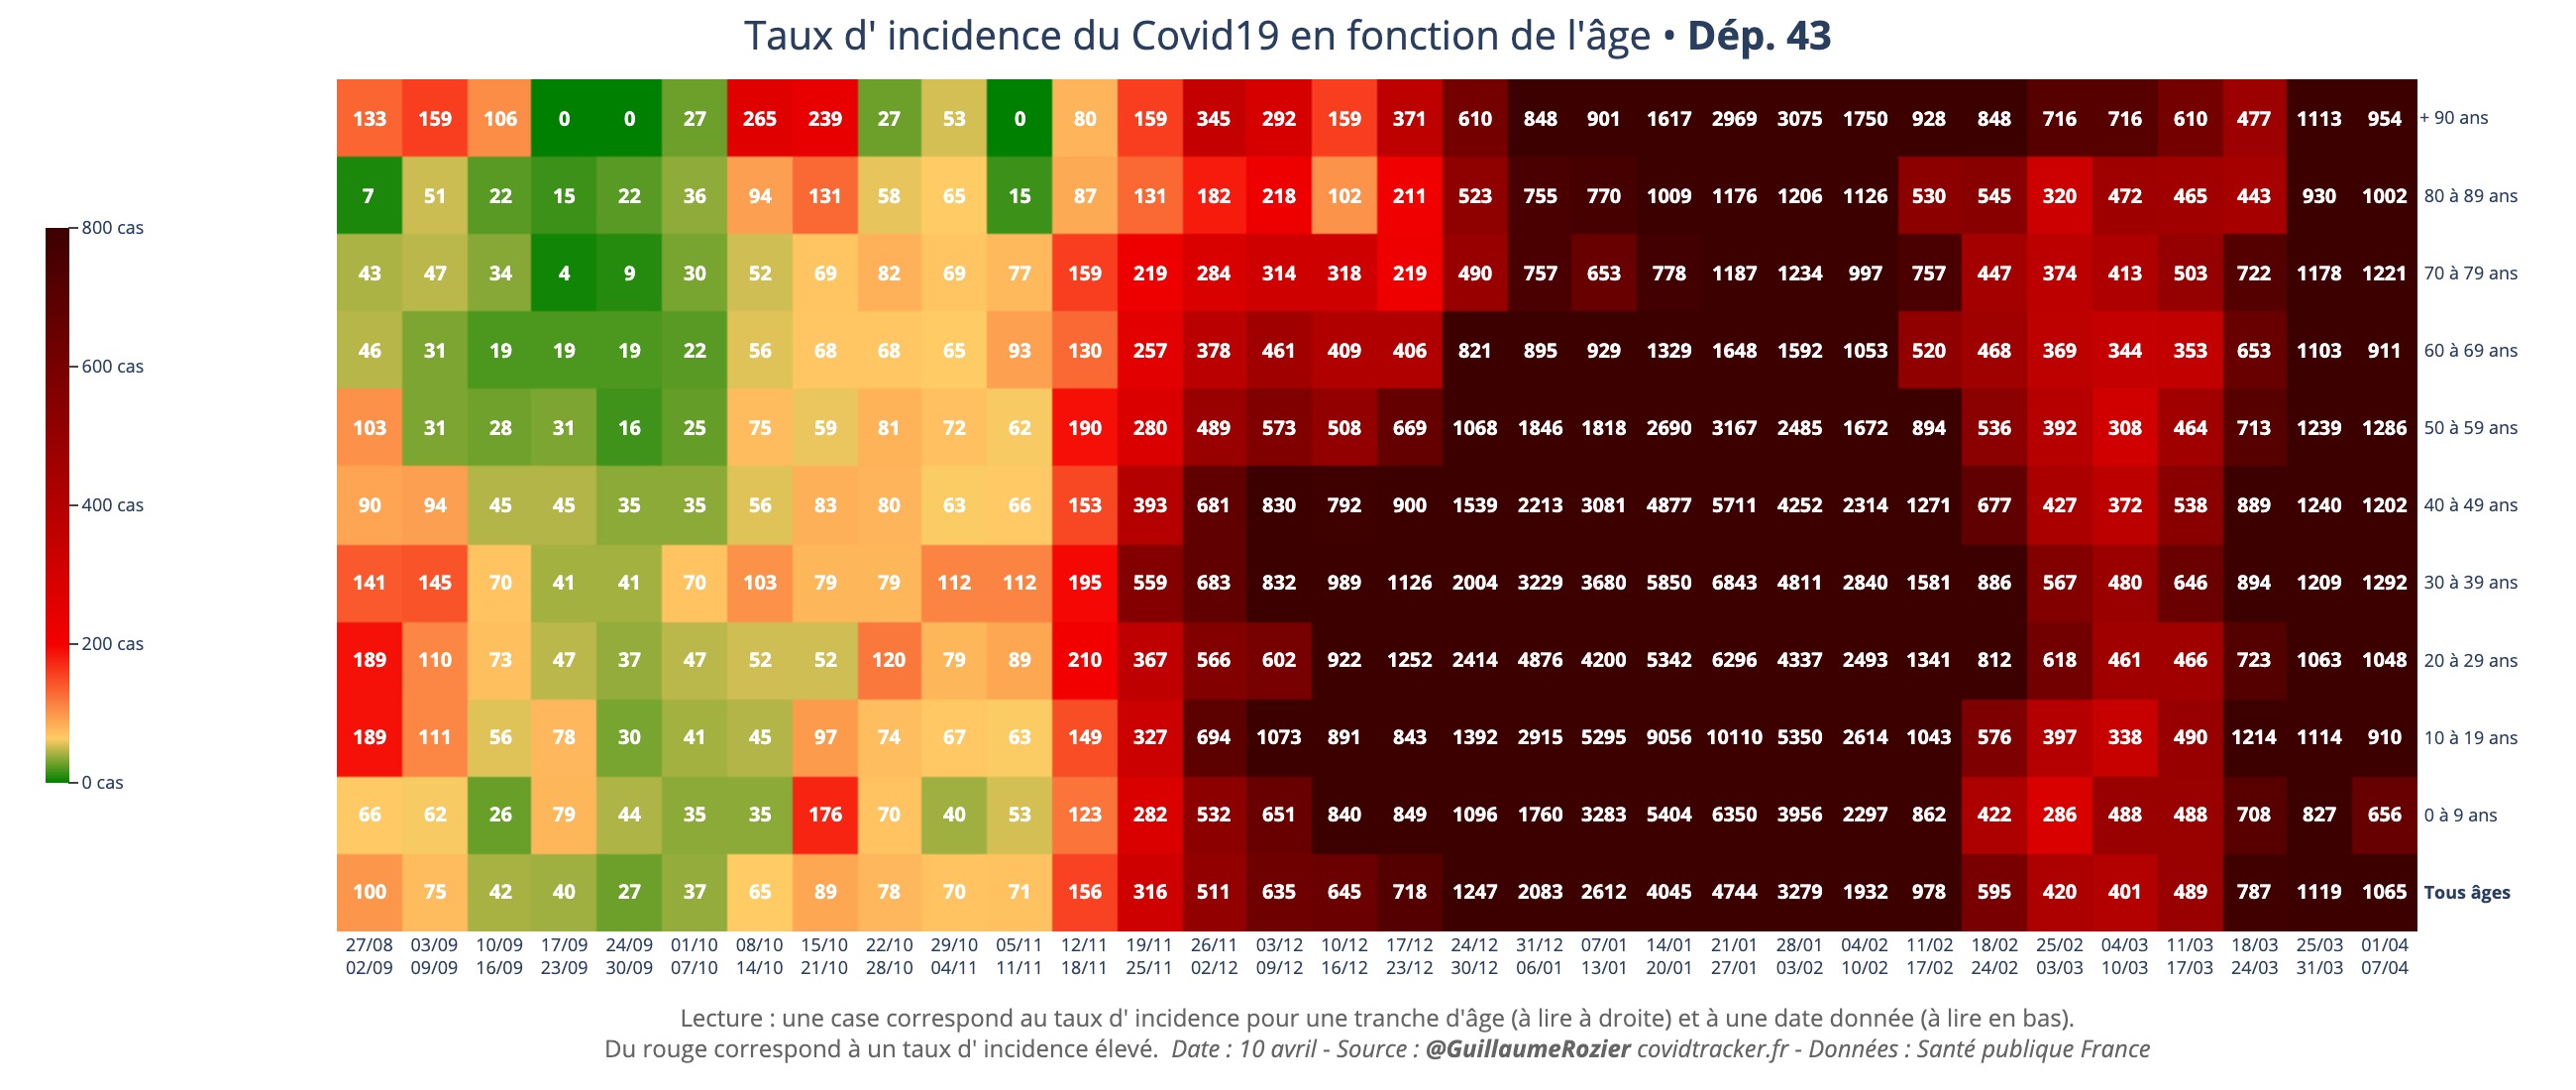 Taux d' incidence du Covid19 en fonction de l'âge • Dép. 43
133 159 106 0 0 27 265 239 27 53 0 80 159 345 292 159 371 610 848 901 1617 2969 3075 1750 928 848 716 716 610 477 1113 954 + 90 ans
7 51 22 15 22 36 94 131 58 65 15 87 131 182 218 102 211 523 755 770 1009 1176 1206 1126 530 545 320 472 465 443 930 1002 80 à 89 ans
43 47 34 4 9 30 52 69 82 69 77 159 219 284 314 318 219 490 757 653 778 1187 1234 997 757 447 374 413 503 722 1178 1221 70 à 79 ans
46 31 19 19 19 22 56 68 68 65 93 130 257 378 461 409 406 821 895 929 1329 1648 1592 1053 520 468 369 344 353 653 1103 911 60 à 69 ans
103 31 28 31 16 25 75 59 81 72 62 190 280 489 573 508 669 1068 1846 1818 2690 3167 2485 1672 894 536 392 308 464 713 1239 1286 50 à 59 ans
90 94 45 45 35 35 56 83 80 63 66 153 393 681 830 792 900 1539 2213 3081 4877 5711 4252 2314 1271 677 427 372 538 889 1240 1202 40 à 49 ans
141 145 70 41 41 70 103 79 79 112 112 195 559 683 832 989 1126 2004 3229 3680 5850 6843 4811 2840 1581 886 567 480 646 894 1209 1292 30 à 39 ans
189 110 73 47 37 47 52 52 120 79 89 210 367 566 602 922 1252 2414 4876 4200 5342 6296 4337 2493 1341 812 618 461 466 723 1063 1048 20 à 29 ans
189 111 56 78 30 41 45 97 74 67 63 149 327 694 1073 891 843 1392 2915 5295 9056 10110 5350 2614 1043 576 397 338 490 1214 1114 910 10 à 19 ans
66 62 26 79 44 35 35 176 70 40 53 123 282 532 651 840 849 1096 1760 3283 5404 6350 3956 2297 862 422 286 488 488 708 827 656 0 à 9 ans
100 75 42 40 27 37 65 89 78 70 71 156 316 511 635 645 718 1247 2083 2612 4045 4744 3279 1932 978 595 420 401 489 787 1119 1065 Tous âges
27/08 03/09 10/09 17/09 24/09 01/10 08/10 15/10 22/10 29/10 05/11 12/11 19/11 26/11 03/12 10/12 17/12 24/12 31/12 07/01 14/01 21/01 28/01 04/02 11/02 18/02 25/02 04/03 11/03 18/03 25/03 01/04
02/09 09/09 16/09 23/09 30/09 07/10 14/10 21/10 28/10 04/11 11/11 18/11 25/11 02/12 09/12 16/12 23/12 30/12 06/01 13/01 20/01 27/01 03/02 10/02 17/02 24/02 03/03 10/03 17/03 24/03 31/03 07/04
800 cas
600 cas
400 cas
200 cas
0 cas
Lecture : une case correspond au taux d' incidence pour une tranche d'âge (à lire à droite) et à une date donnée (à lire en bas).
Du rouge correspond à un taux d' incidence élevé. Date : 10 avril - Source : @GuillaumeRozier covidtracker.fr - Données : Santé publique France